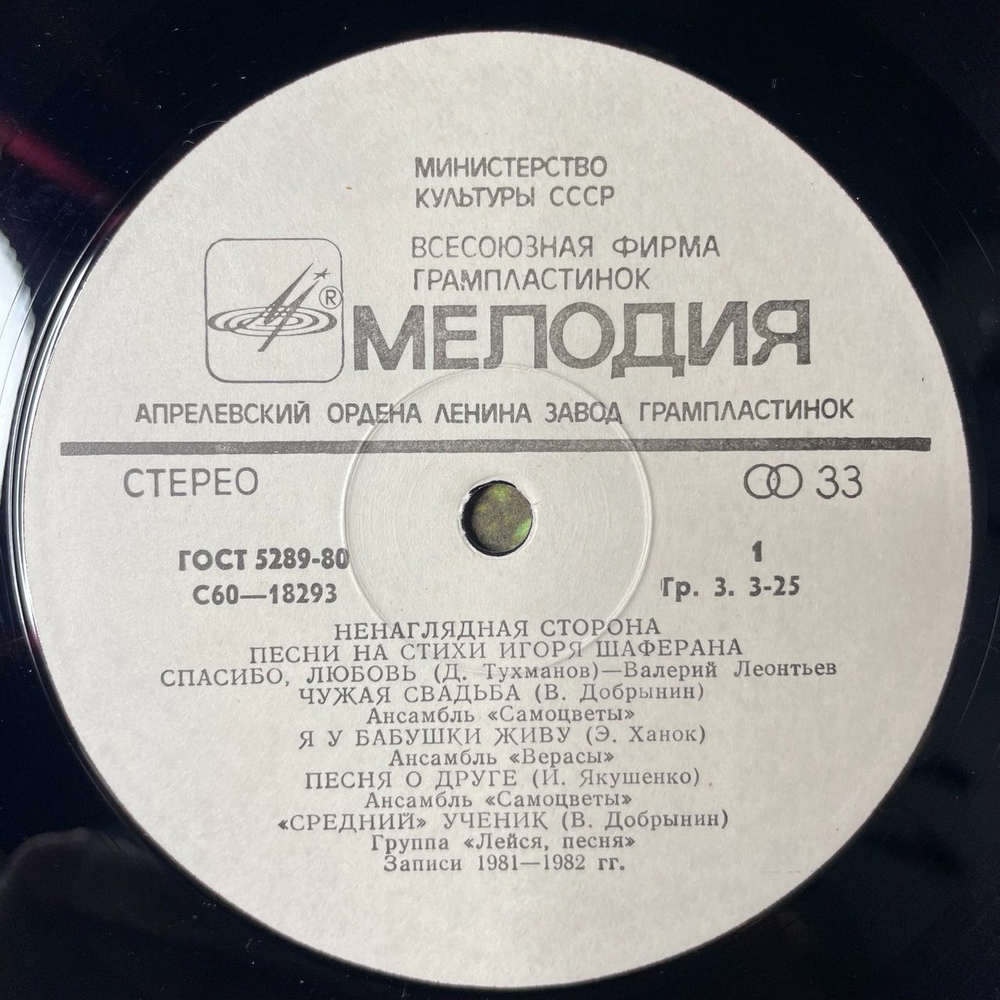 МИНИСТЕРСТВО
КУЛЬТУРЫ СССР
ВСЕСОЮЗНАЯ ФИРМА
ГРАМПЛАСТИНОК
®
МЕЛОДИЯ
АПРЕЛЕВСКИЙ ОРДЕНА ЛЕНИНА ЗАВОД ГРАМПЛАСТИНОК
СТЕРЕО
33
ГОСТ 5289-80
1
С60—18293
Гр. 3. 3-25
НЕНАГЛЯДНАЯ СТОРОНА
ПЕСНИ НА СТИХИ ИГОРЯ ШАФЕРАНА
СПАСИБО, ЛЮБОВЬ (Д. Тухманов)—Валерий Леонтьев
ЧУЖАЯ СВАДЬБА (В. Добрынин)
Ансамбль «Самоцветы»
Я У БАБУШКИ ЖИВУ (Э. Ханок)
Ансамбль «Верасы»
ПЕСНЯ О ДРУГЕ (И. Якушенко)
Ансамбль «Самоцветы»
«СРЕДНИЙ» УЧЕНИК (В. Добрынин)
Группа «Лейся, песня»
Записи 1981—1982 гг.